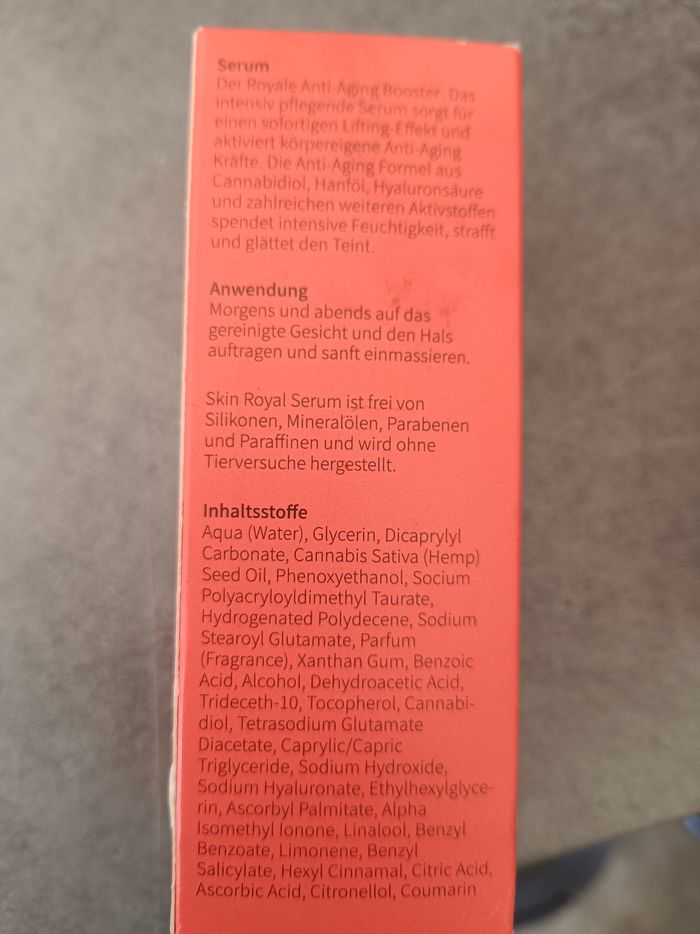 Serum
Der Royale Anti-Aging Booster: Das
intensiv pflegende Serum sorgt für
einen sofortigen Lifting-Effekt und
aktiviert körpereigene Anti-Aging
Kräfte. Die Anti-Aging Formel aus
Cannabidiol, Hanföl, Hyaluronsäure
und zahlreichen weiteren Aktivstoffen
spendet intensive Feuchtigkeit, strafft
und glättet den Teint.
Anwendung
Morgens und abends auf das
gereinigte Gesicht und den Hals
auftragen und sanft einmassieren.
Skin Royal Serum ist frei von
Silikonen, Mineralölen, Parabenen
und Paraffinen und wird ohne
Tierversuche hergestellt.
Inhaltsstoffe
Aqua (Water), Glycerin, Dicaprylyl
Carbonate, Cannabis Sativa (Hemp)
Seed Oil, Phenoxyethanol, Socium
Polyacryloyldimethyl Taurate,
Hydrogenated Polydecene, Sodium
Stearoyl Glutamate, Parfum
(Fragrance), Xanthan Gum, Benzoic
Acid, Alcohol, Dehydroacetic Acid,
Trideceth-10, Tocopherol, Cannabi-
diol, Tetrasodium Glutamate
Diacetate, Caprylic/Capric
Triglyceride, Sodium Hydroxide,
Sodium Hyaluronate, Ethylhexylglyce-
rin, Ascorbyl Palmitate, Alpha
Isomethyl Ionone, Linalool, Benzyl
Benzoate, Limonene, Benzyl
Salicylate, Hexyl Cinnamal, Citric Acid,
Ascorbic Acid, Citronellol, Coumarin